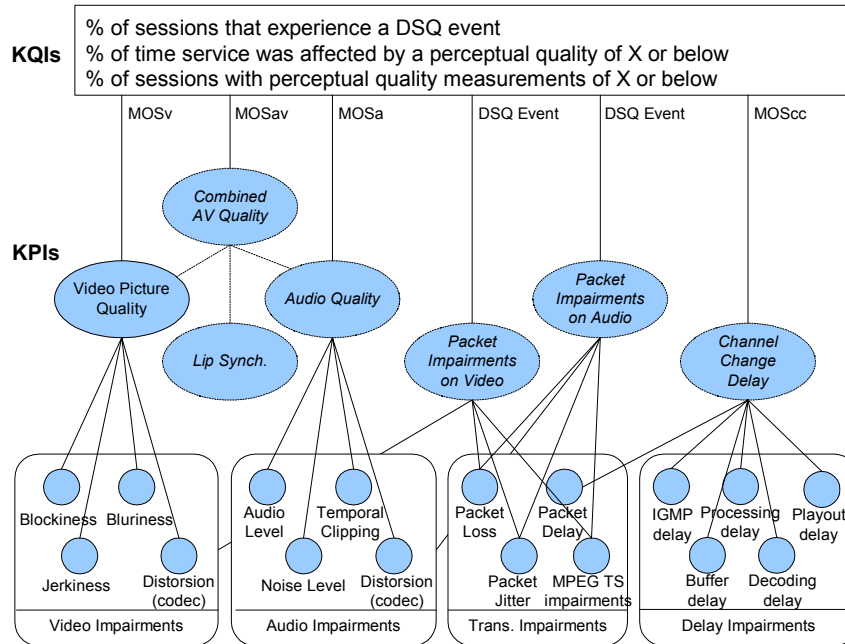 % of sessions that experience a DSQ event
KQIs
% of time service was affected by a perceptual quality of X or below
% of sessions with perceptual quality measurements of X or below
MOSv
MOSav
MOSa
DSQ Event
DSQ Event
MOScc
Combined
AV Quality
KPIs
Video Picture
Quality
Audio Quality
Packet
Impairments
on Audio
Lip Synch.
Packet
Impairments
on Video
Channel
Change
Delay
Blockiness
Bluriness
Jerkiness
Distorsion
(codec)
Video Impairments
Audio
Level
Temporal
Clipping
Noise Level
Distorsion
(codec)
Audio Impairments
Packet
Loss
Packet
Delay
Packet
Jitter
MPEG TS
impairments
Trans. Impairments
IGMP
delay
Processing
delay
Playout
delay
Buffer
delay
Decoding
delay
Delay Impairments